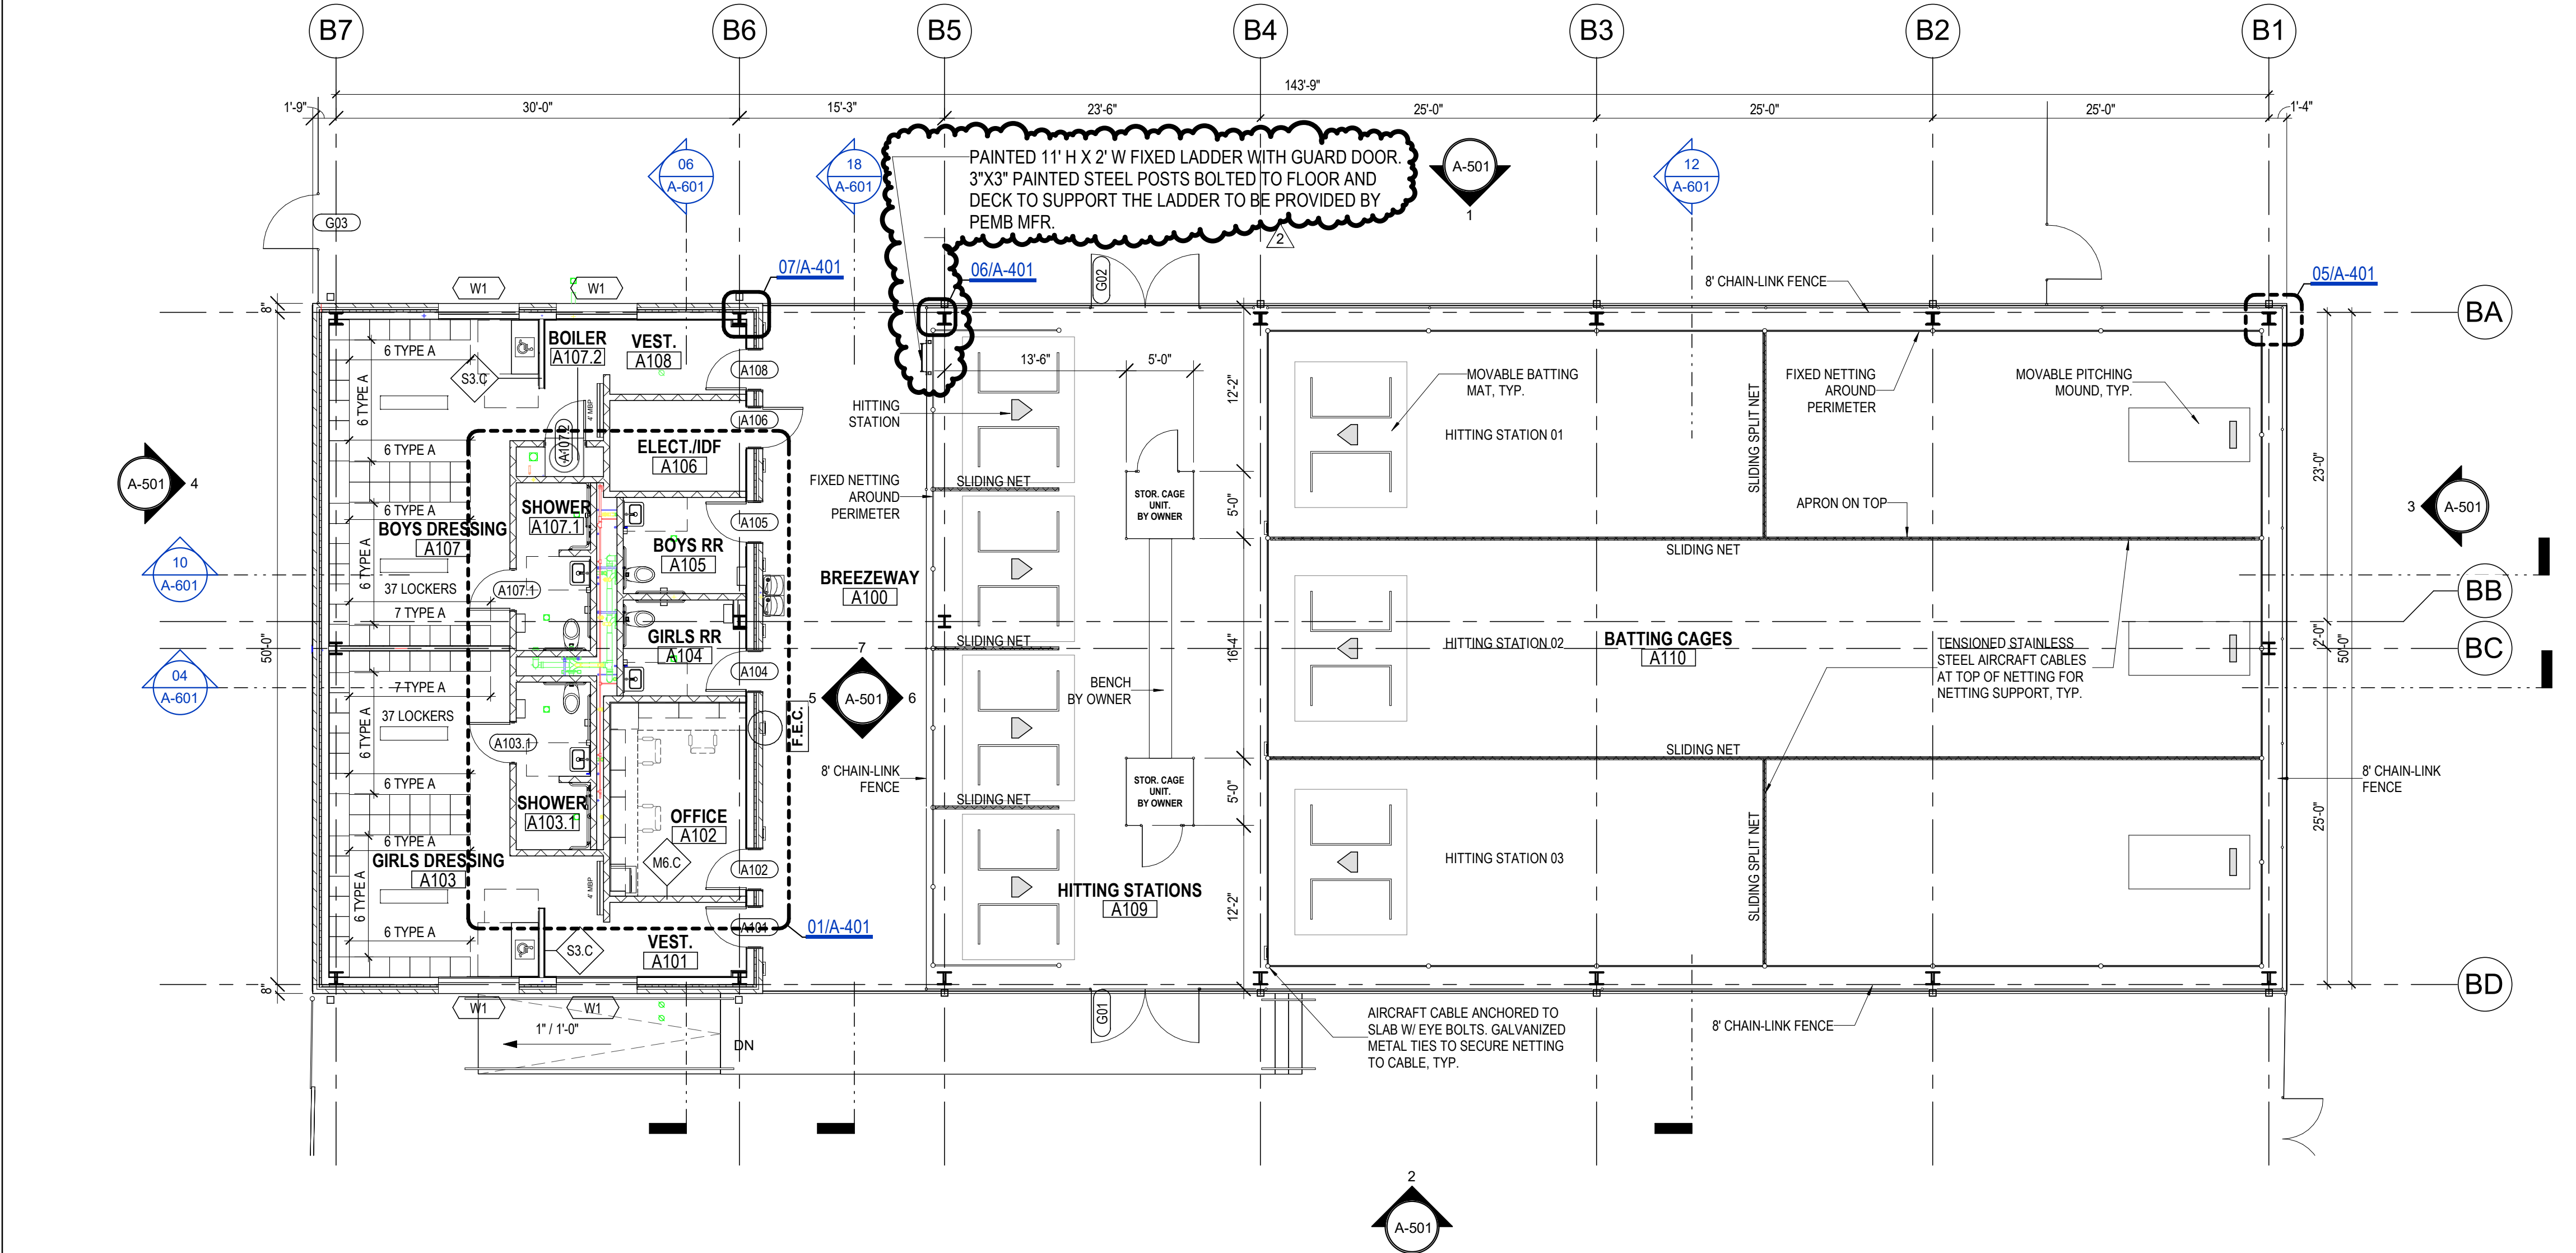 B7
B6
B5
B4
B3
B2
B1
143'-9"
1'-9"
30'-0"
15'-3"
23'-6"
25'-0"
25'-0"
25'-0"
1'-4"
06
A-601
18
A-601
PAINTED 11' H X 2' W FIXED LADDER WITH GUARD DOOR.
3"X3" PAINTED STEEL POSTS BOLTED TO FLOOR AND
DECK TO SUPPORT THE LADDER TO BE PROVIDED BY
PEMB MFR.
2
A-501
1
12
A-601
G03
07/A-401
06/A-401
G02
8' CHAIN-LINK FENCE
05/A-401
W1
W1
8"
BA
BOILER
A107.2
VEST.
A108
6 TYPE A
6 TYPE A
S3.C
A108
4' MBP
A106
A107.2
13'-6"
5'-0"
12'-2"
HITTING
STATION
MOVABLE BATTING
MAT, TYP.
HITTING STATION 01
SLIDING SPLIT NET
FIXED NETTING
AROUND
PERIMETER
MOVABLE PITCHING
MOUND, TYP.
23'-0"
A-501
4
6 TYPE A
ELECT./IDF
A106
FIXED NETTING
AROUND
PERIMETER
SLIDING NET
STOR. CAGE
UNIT.
BY OWNER
5'-0"
APRON ON TOP
3
A-501
6 TYPE A
SHOWER
A107.1
A105
BOYS DRESSING
A107
6 TYPE A
BOYS RR
A105
SLIDING NET
10
A-601
37 LOCKERS
A107.1
7 TYPE A
BREEZEWAY
A100
BB
GIRLS RR
A104
SLIDING NET
16'-4"
HITTING STATION 02
BATTING CAGES
A110
TENSIONED STAINLESS
STEEL AIRCRAFT CABLES
AT TOP OF NETTING FOR
NETTING SUPPORT, TYP.
2'-0"
50'-0"
BC
50'-0"
04
A-601
7 TYPE A
A104
7
5
A-501
6
BENCH
BY OWNER
37 LOCKERS
6 TYPE A
A103.1
F.E.C.
SLIDING NET
8' CHAIN-LINK
FENCE
STOR. CAGE
UNIT.
BY OWNER
5'-0"
8' CHAIN-LINK
FENCE
6 TYPE A
SLIDING NET
SHOWER
A103.1
OFFICE
A102
25'-0"
6 TYPE A
GIRLS DRESSING
A103
M6.C
A102
HITTING STATION 03
SLIDING SPLIT NET
6 TYPE A
4' MBP
HITTING STATIONS
A109
12'-2"
6 TYPE A
A101
01/A-401
VEST.
A101
S3.C
8"
BD
W1
W1
G01
1" / 1'-0"
DN
AIRCRAFT CABLE ANCHORED TO
SLAB W/ EYE BOLTS. GALVANIZED
METAL TIES TO SECURE NETTING
TO CABLE, TYP.
8' CHAIN-LINK FENCE
2
A-501